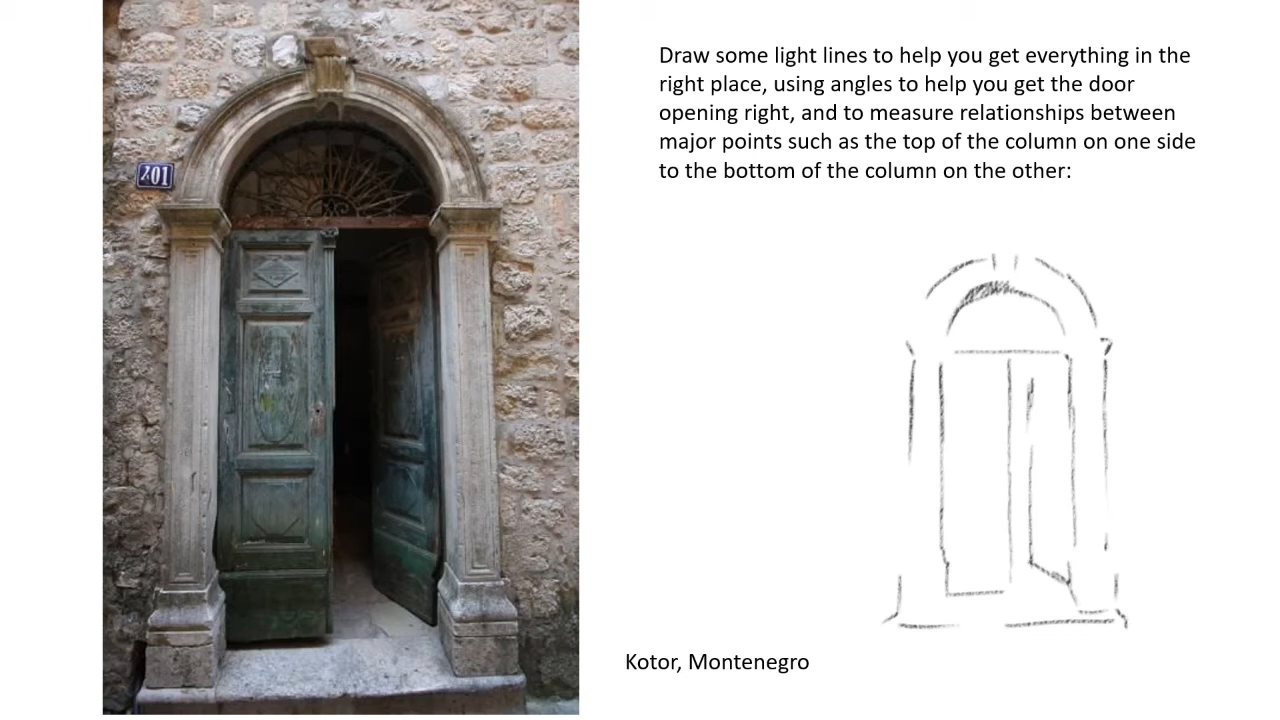 Draw some light lines to help you get everything in the
right place, using angles to help you get the door
opening right, and to measure relationships between
major points such as the top of the column on one side
to the bottom of the column on the other:
401
Kotor, Montenegro